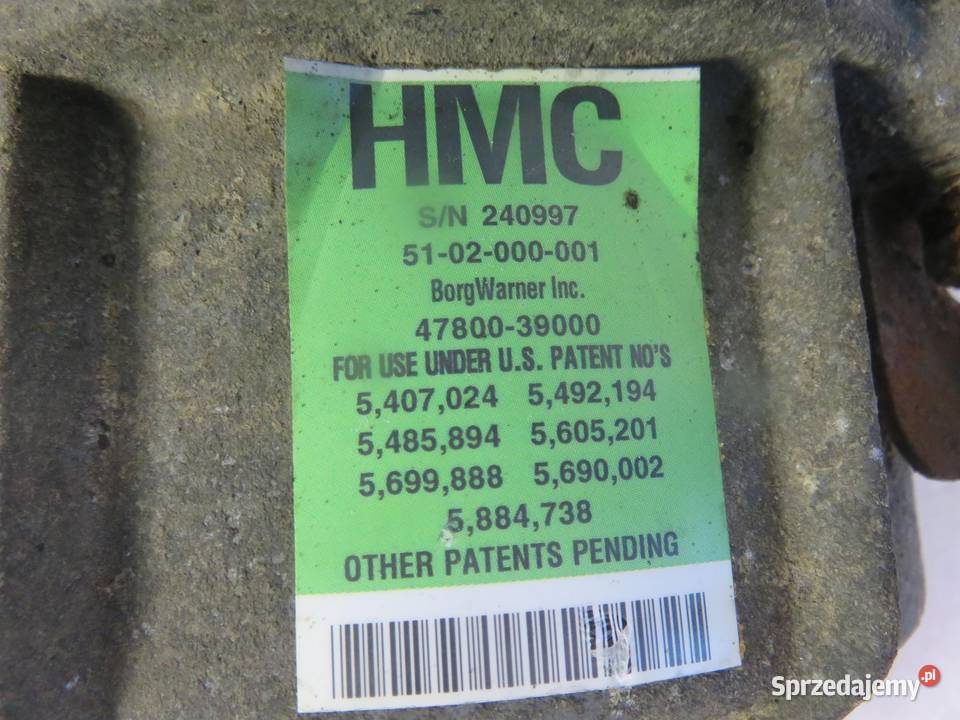 HMC
S/N 240997
51-02-000-001
BorgWarner Inc.
47800-39000
FOR USE UNDER U.S. PATENT NO'S
5,407,024 5,492,194
5,485,894 5,605,201
5,699,888 5,690,002
5,884,738
OTHER PATENTS PENDING
Sprzedajemy.pl